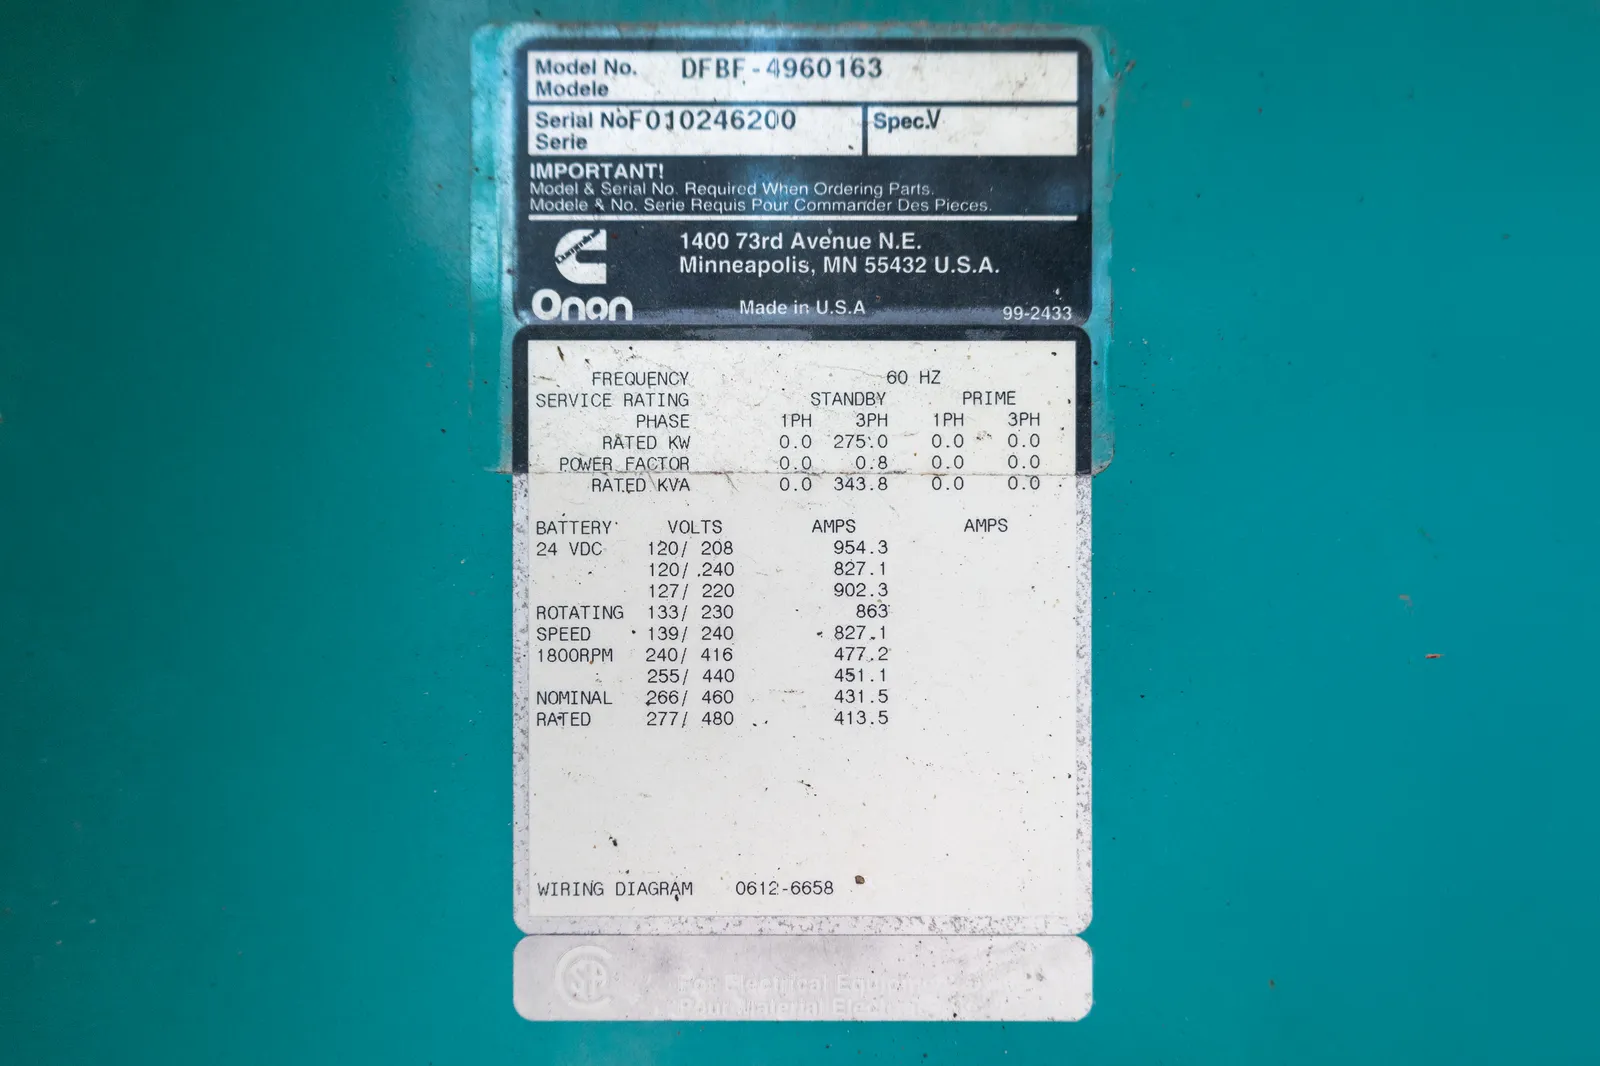 Model No. DFBF-4960163
Modele
Serial No F010246200 Spec. V
Serie
IMPORTANT!
Model & Serial No. Required When Ordering Parts.
Modele & No. Serie Requis Pour Commander Des Pieces.
1400 73rd Avenue N.E.
Minneapolis, MN 55432 U.S.A.
Onan Made in U.S.A 99-2433
FREQUENCY 60 HZ
SERVICE RATING STANDBY PRIME
PHASE 1PH 3PH 1PH 3PH
RATED KW 0.0 275.0 0.0 0.0
POWER FACTOR 0.0 0.8 0.0 0.0
RATED KVA 0.0 343.8 0.0 0.0
BATTERY VOLTS AMPS AMPS
24 VDC 120/ 208 954.3
120/ 240 827.1
127/ 220 902.3
ROTATING 133/ 230 863
SPEED 139/ 240 827.1
1800RPM 240/ 416 477.2
255/ 440 451.1
NOMINAL 266/ 460 431.5
RATED 277/ 480 413.5
WIRING DIAGRAM 0612-6658
For Electrical
Pour Material